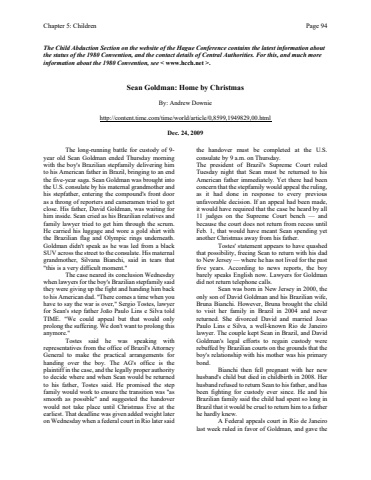 Chapter 5: Children
Page 94
The Child Abduction Section on the website of the Hague Conference contains the latest information about
the status of the 1980 Convention, and the contact details of Central Authorities. For this, and much more
information about the 1980 Convention, see < www.hcch.net >.
Sean Goldman: Home by Christmas
By: Andrew Downie
http://content.time.com/time/world/article/0,8599,1949829,00.html
Dec. 24, 2009
The long-running battle for custody of 9-
year old Sean Goldman ended Thursday morning
with the boy's Brazilian stepfamily delivering him
to his American father in Brazil, bringing to an end
the five-year saga. Sean Goldman was brought into
the U.S. consulate by his maternal grandmother and
his stepfather, entering the compound's front door
as a throng of reporters and cameramen tried to get
close. His father, David Goldman, was waiting for
him inside. Sean cried as his Brazilian relatives and
family lawyer tried to get him through the scrum.
He carried his luggage and wore a gold shirt with
the Brazilian flag and Olympic rings underneath.
Goldman didn't speak as he was led from a black
SUV across the street to the consulate. His maternal
grandmother, Silvana Bianchi, said in tears that
"this is a very difficult moment."
The case neared its conclusion Wednesday
when lawyers for the boy's Brazilian stepfamily said
they were giving up the fight and handing him back
to his American dad. "There comes a time when you
have to say the war is over," Sergio Tostes, lawyer
for Sean's step father João Paulo Lins e Silva told
TIME. "We could appeal but that would only
prolong the suffering. We don't want to prolong this
anymore."
Tostes said he was speaking with
representatives from the office of Brazil's Attorney
General to make the practical arrangements for
handing over the boy. The AG's office is the
plaintiff in the case, and the legally proper authority
to decide where and when Sean would be returned
to his father, Tostes said. He promised the step
family would work to ensure the transition was "as
smooth as possible" and suggested the handover
would not take place until Christmas Eve at the
earliest. That deadline was given added weight later
on Wednesday when a federal court in Rio later said
the handover must be completed at the U.S.
consulate by 9 a.m. on Thursday.
The president of Brazil's Supreme Court ruled
Tuesday night that Sean must be returned to his
American father immediately. Yet there had been
concern that the stepfamily would appeal the ruling,
as it had done in response to every previous
unfavorable decision. If an appeal had been made,
it would have required that the case be heard by all
11 judges on the Supreme Court bench — and
because the court does not return from recess until
Feb. 1, that would have meant Sean spending yet
another Christmas away from his father.
Tostes' statement appears to have quashed
that possibility, freeing Sean to return with his dad
to New Jersey — where he has not lived for the past
five years. According to news reports, the boy
barely speaks English now. Lawyers for Goldman
did not return telephone calls.
Sean was born in New Jersey in 2000, the
only son of David Goldman and his Brazilian wife,
Bruna Bianchi. However, Bruna brought the child
to visit her family in Brazil in 2004 and never
returned. She divorced David and married Joao
Paulo Lins e Silva, a well-known Rio de Janeiro
lawyer. The couple kept Sean in Brazil, and David
Goldman's legal efforts to regain custody were
rebuffed by Brazilian courts on the grounds that the
boy's relationship with his mother was his primary
bond.
Bianchi then fell pregnant with her new
husband's child but died in childbirth in 2008. Her
husband refused to return Sean to his father, and has
been fighting for custody ever since. He and his
Brazilian family said the child had spent so long in
Brazil that it would be cruel to return him to a father
he hardly knew.
A Federal appeals court in Rio de Janeiro
last week ruled in favor of Goldman, and gave the